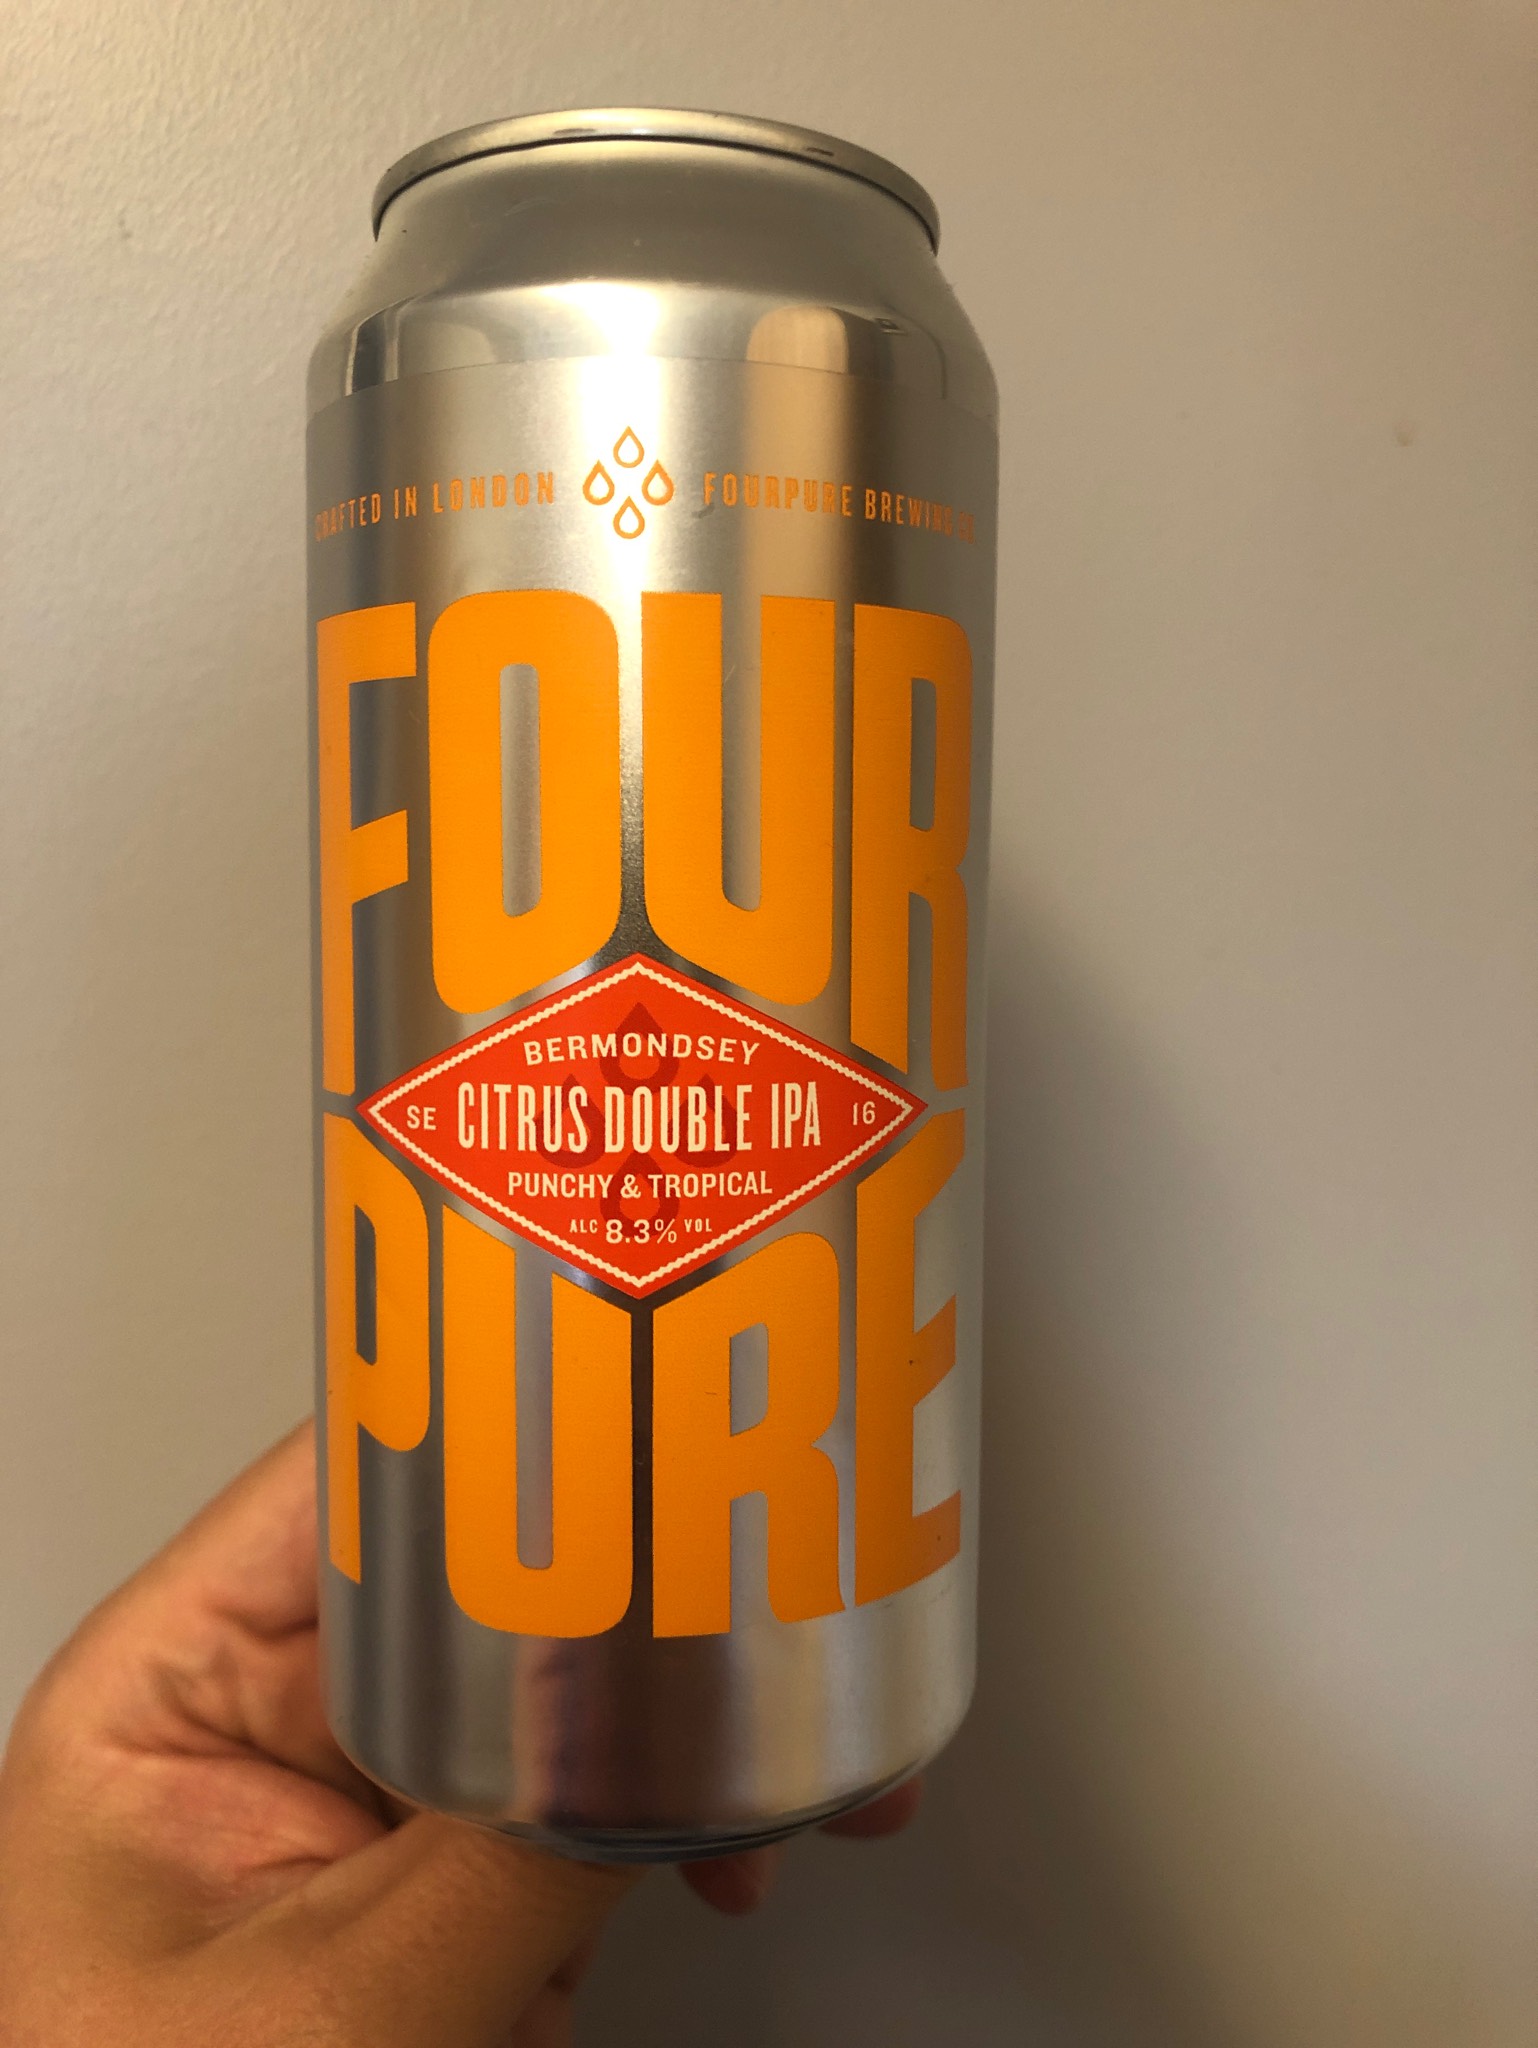 CRAFTED IN LONDON FOURPURE BREWING CO
FOUR
BERMONDSEY
SE CITRUS DOUBLE IPA 16
PUNCHY & TROPICAL
ALC 8.3% VOL
PURE